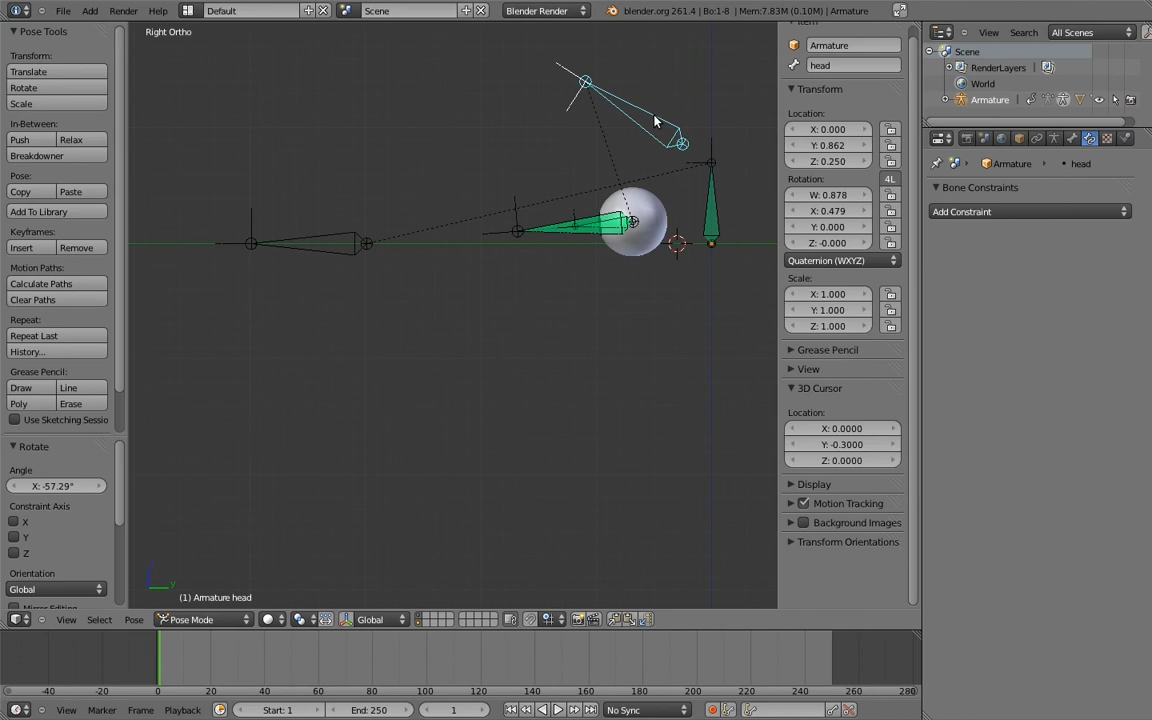 File Add Render Help Default Scene Blender Render blender.org 261.4 | Bo:1-8 | Mem:7.83M (0.10M) | Armature
View Search All Scenes
Scene
RenderLayers
World
Armature
Armature head
Bone Constraints
Add Constraint
Pose Tools
Transform:
Translate
Rotate
Scale
In-Between:
Push Relax
Breakdowner
Pose:
Copy Paste
Add To Library
Keyframes:
Insert Remove
Motion Paths:
Calculate Paths
Clear Paths
Repeat:
Repeat Last
History...
Grease Pencil:
Draw Line
Poly Erase
Use Sketching Sessio
Rotate
Angle
X: -57.29°
Constraint Axis
X
Y
Z
Orientation
Global
Right Ortho
z
y
(1) Armature head
Item
Armature
head
Transform
Location:
X: 0.000
Y: 0.862
Z: 0.250
Rotation: 4L
W: 0.878
X: 0.479
Y: 0.000
Z: -0.000
Quaternion (WXYZ)
Scale:
X: 1.000
Y: 1.000
Z: 1.000
Grease Pencil
View
3D Cursor
Location:
X: 0.0000
Y: -0.3000
Z: 0.0000
Display
Motion Tracking
Background Images
Transform Orientations
View Select Pose Pose Mode Global
-40 -20 0 20 40 60 80 100 120 140 160 180 200 220 240 260 280
View Marker Frame Playback Start: 1 End: 250 1 No Sync